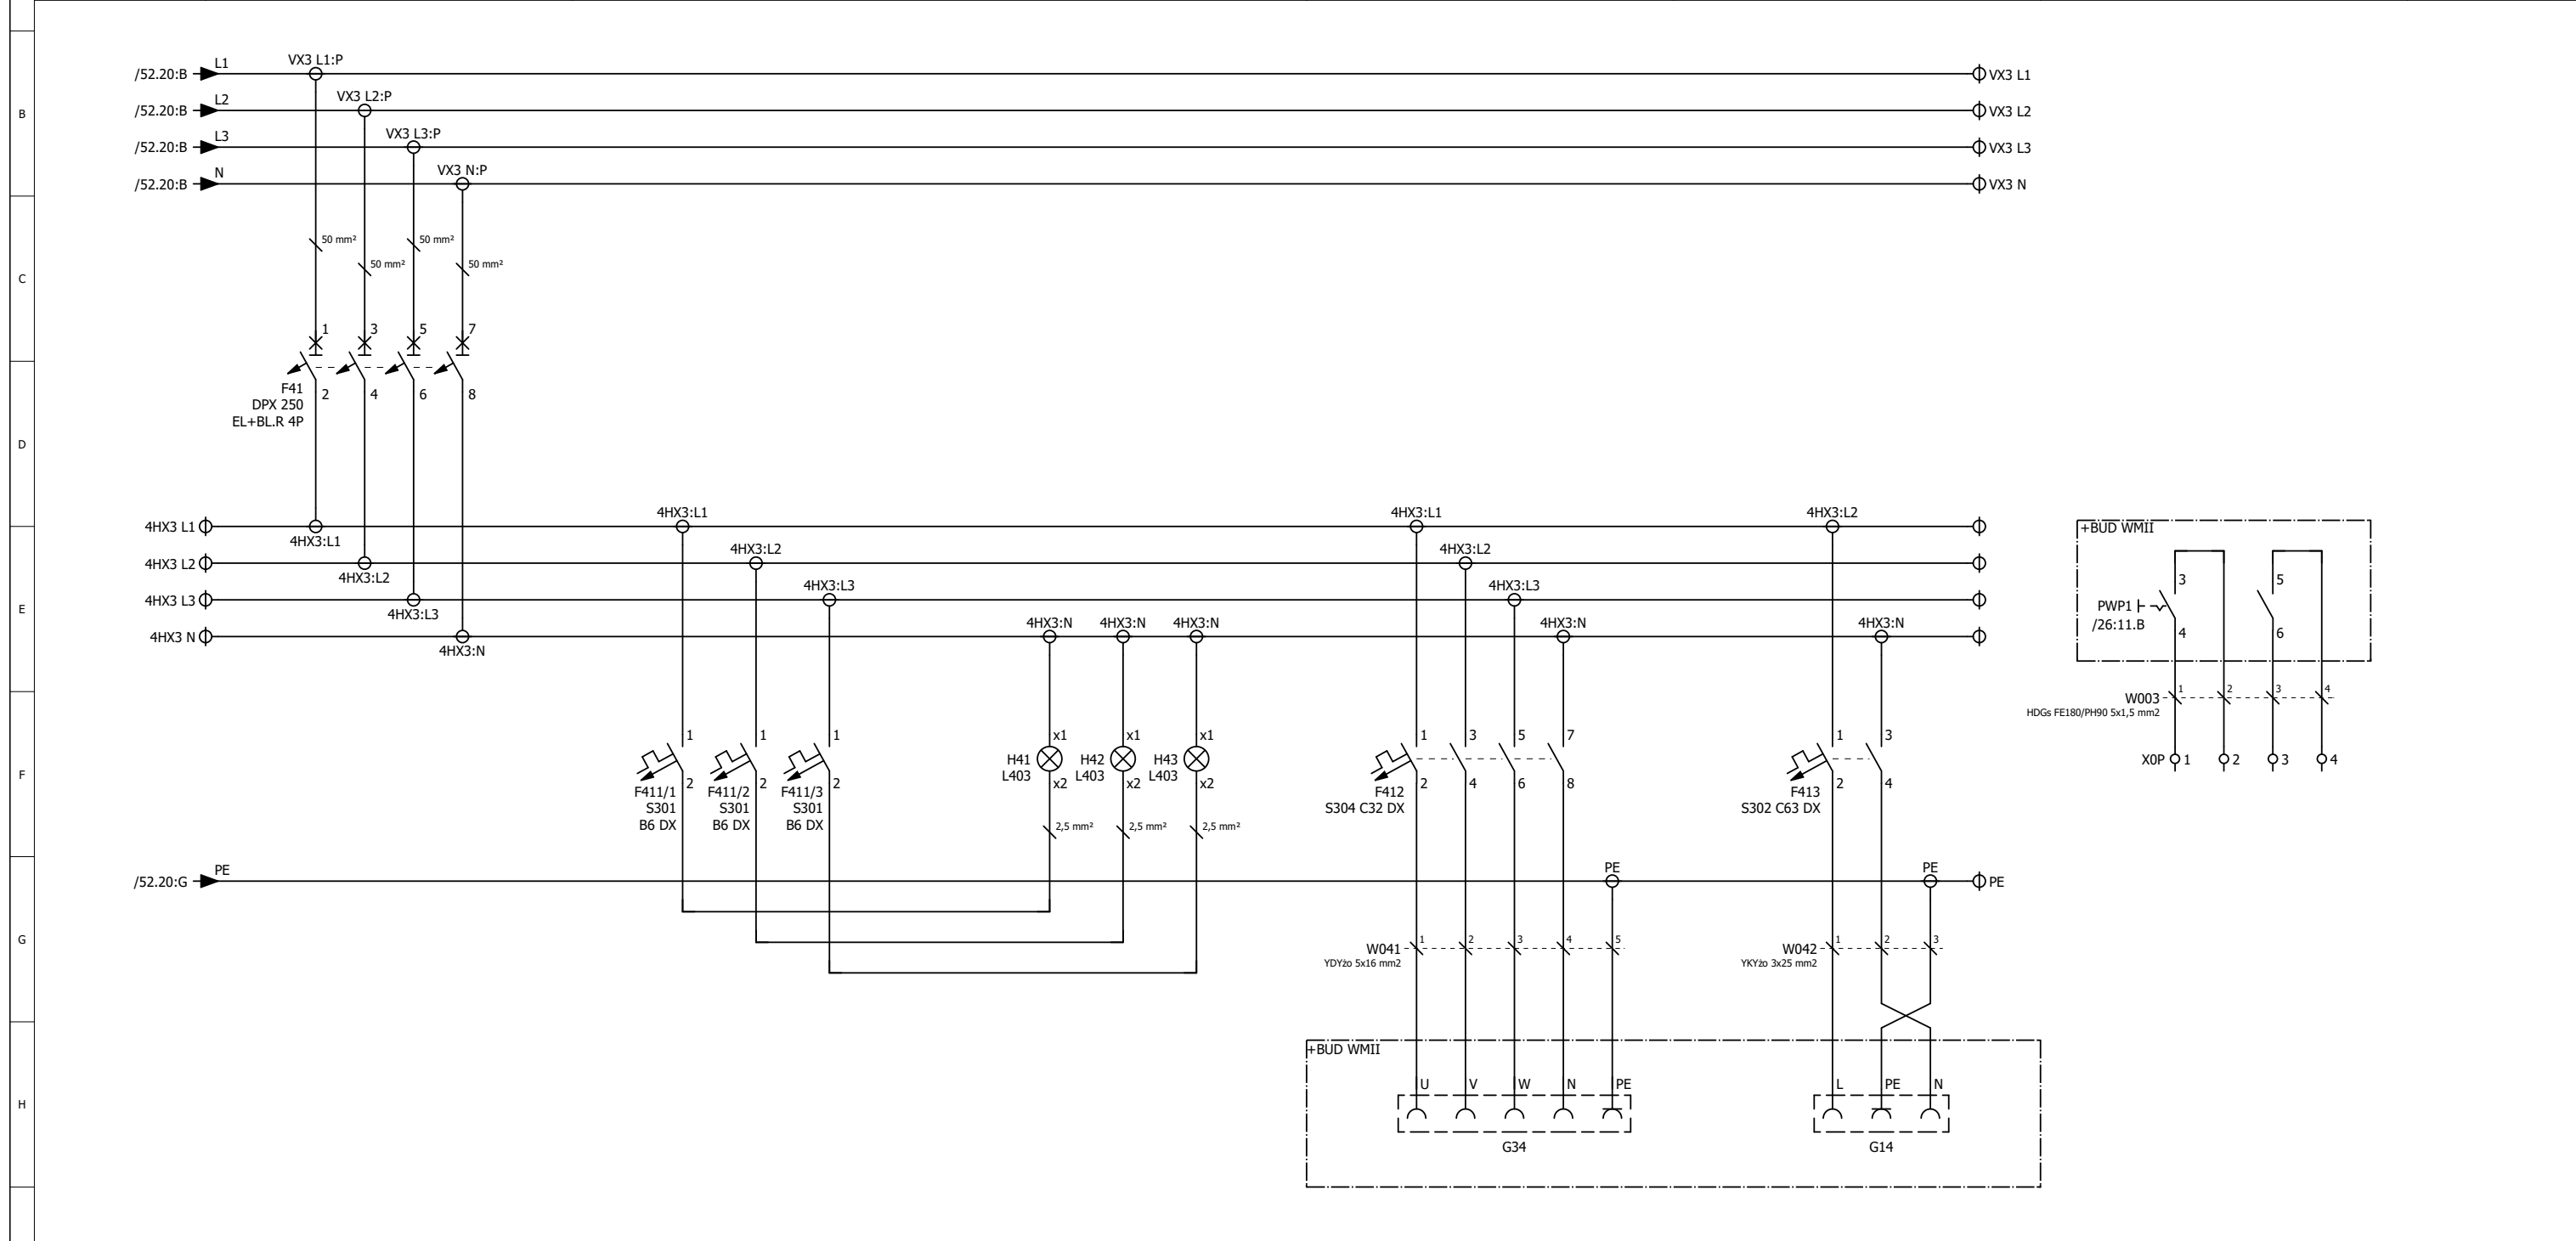 B
C
D
E
F
G
H
/52.20:B L1 VX3 L1:P VX3 L1
/52.20:B L2 VX3 L2:P VX3 L2
/52.20:B L3 VX3 L3:P VX3 L3
/52.20:B N VX3 N:P VX3 N
50 mm² 50 mm²
50 mm² 50 mm²
1 3 5 7
F41 2 4 6 8
DPX 250
EL+BL.R 4P
4HX3:L1 4HX3:L1 4HX3:L2
4HX3 L1
4HX3:L1
4HX3:L2 4HX3:L2
4HX3 L2
4HX3:L2
4HX3:L3 4HX3:L3
4HX3 L3
4HX3:L3
4HX3:N 4HX3:N 4HX3:N 4HX3:N 4HX3:N
4HX3 N
4HX3:N
+BUD WMII
3 5
PWP1
/26:11.B
4 6
W003 1 2 3 4
HDGs FE180/PH90 5x1,5 mm2
X0P 1 2 3 4
1 1 1 x1 x1 x1 1 3 5 7 1 3
H41 H42 H43
L403 L403 L403
2 2 2 x2 x2 x2 2 4 6 8 2 4
F411/1 F411/2 F411/3 F412 F413
S301 S301 S301 S304 C32 DX S302 C63 DX
B6 DX B6 DX B6 DX 2,5 mm² 2,5 mm² 2,5 mm²
/52.20:G PE PE PE PE
W041 1 2 3 4 5 W042 1 2 3
YDYżo 5x16 mm2 YKYżo 3x25 mm2
+BUD WMII
U V W N PE L PE N
G34 G14